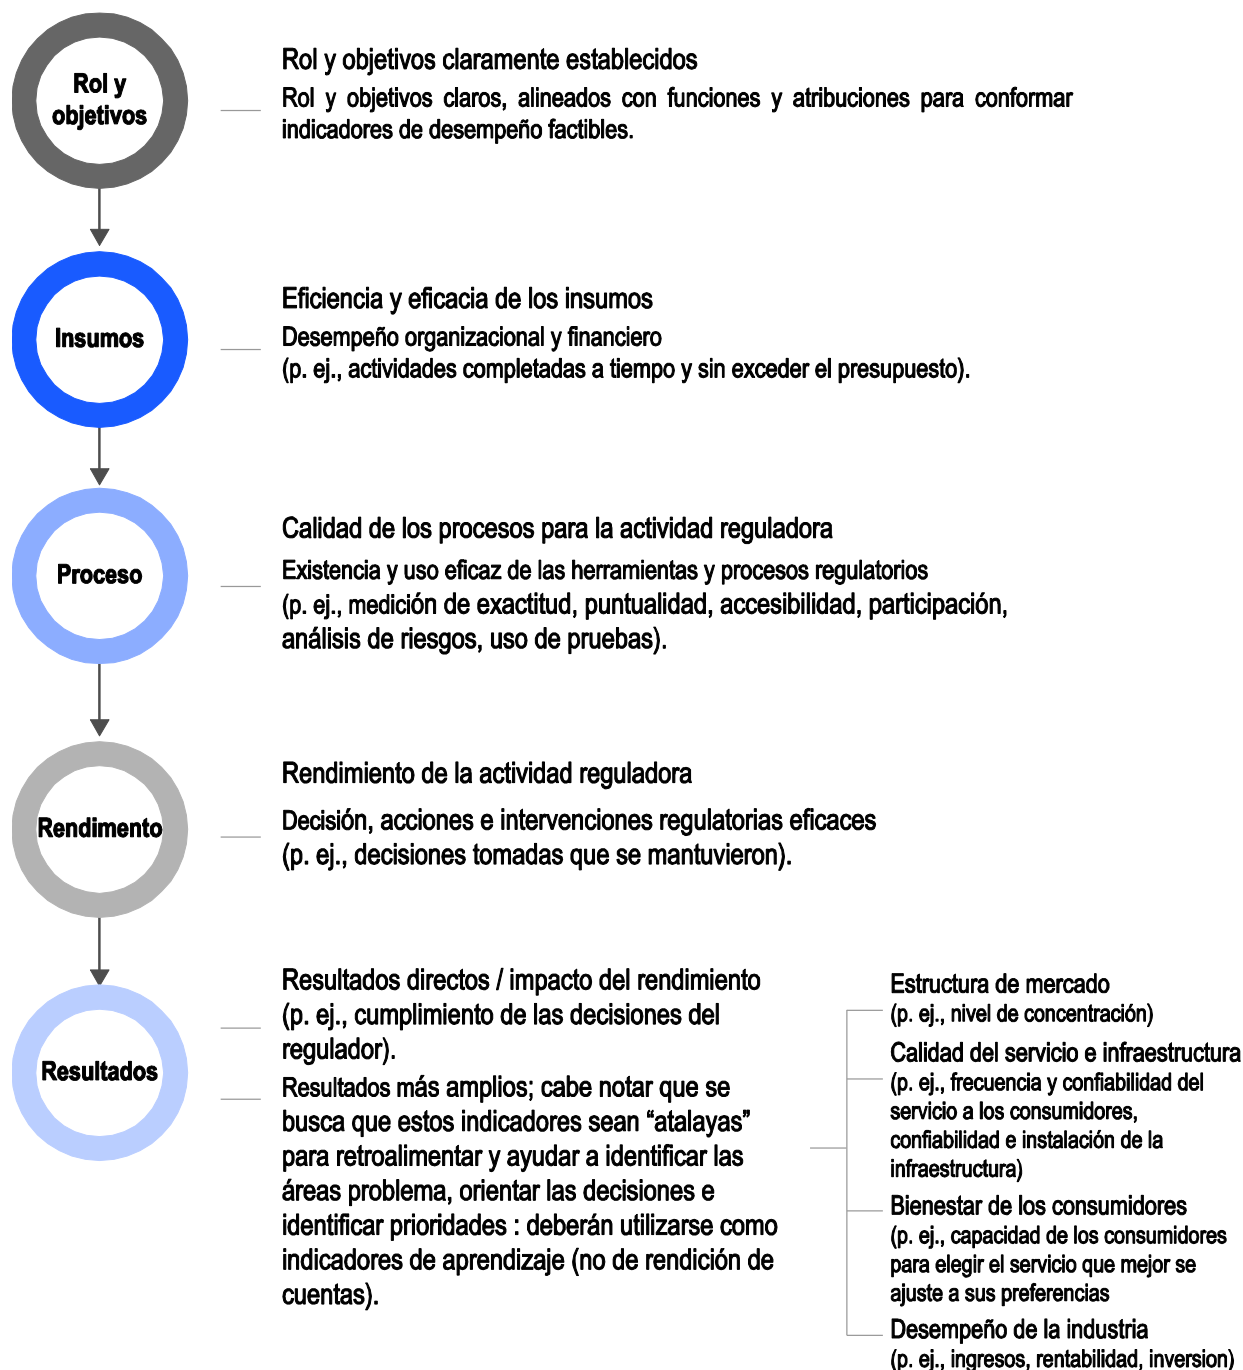 Rol y
objetivos
Rol y objetivos claramente establecidos
Rol y objetivos claros, alineados con funciones y atribuciones para conformar
indicadores de desempeño factibles.
Insumos
Eficiencia y eficacia de los insumos
Desempeño organizacional y financiero
(p. ej., actividades completadas a tiempo y sin exceder el presupuesto).
Proceso
Calidad de los procesos para la actividad reguladora
Existencia y uso eficaz de las herramientas y procesos regulatorios
(p. ej., medición de exactitud, puntualidad, accesibilidad, participación,
análisis de riesgos, uso de pruebas).
Rendimento
Rendimiento de la actividad reguladora
Decisión, acciones e intervenciones regulatorias eficaces
(p. ej., decisiones tomadas que se mantuvieron).
Resultados
Resultados directos / impacto del rendimiento
(p. ej., cumplimiento de las decisiones del
regulador).
Resultados más amplios; cabe notar que se
busca que estos indicadores sean “atalayas”
para retroalimentar y ayudar a identificar las
áreas problema, orientar las decisiones e
identificar prioridades : deberán utilizarse como
indicadores de aprendizaje (no de rendición de
cuentas).
Estructura de mercado
(p. ej., nivel de concentración)
Calidad del servicio e infraestructura
(p. ej., frecuencia y confiabilidad del
servicio a los consumidores,
confiabilidad e instalación de la
infraestructura)
Bienestar de los consumidores
(p. ej., capacidad de los consumidores
para elegir el servicio que mejor se
ajuste a sus preferencias
Desempeño de la industria
(p. ej., ingresos, rentabilidad, inversion)